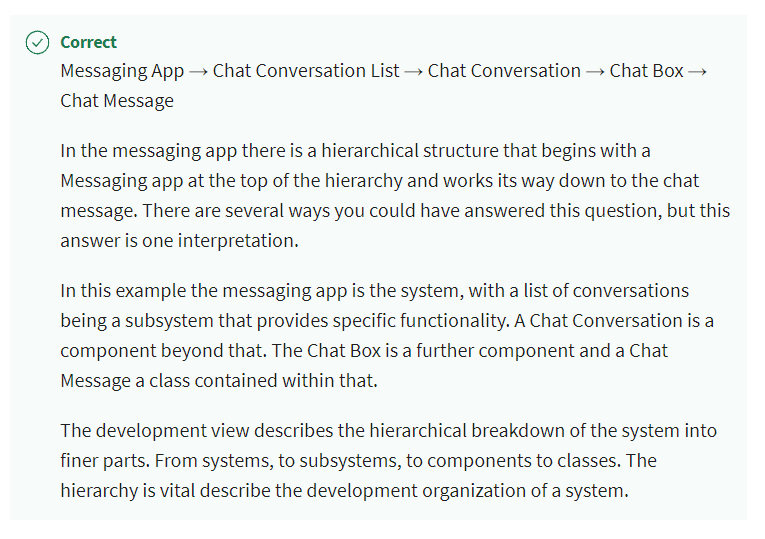 Correct
Messaging App → Chat Conversation List → Chat Conversation → Chat Box →
Chat Message
In the messaging app there is a hierarchical structure that begins with a
Messaging app at the top of the hierarchy and works its way down to the chat
message. There are several ways you could have answered this question, but this
answer is one interpretation.
In this example the messaging app is the system, with a list of conversations
being a subsystem that provides specific functionality. A Chat Conversation is a
component beyond that. The Chat Box is a further component and a Chat
Message a class contained within that.
The development view describes the hierarchical breakdown of the system into
finer parts. From systems, to subsystems, to components to classes. The
hierarchy is vital describe the development organization of a system.